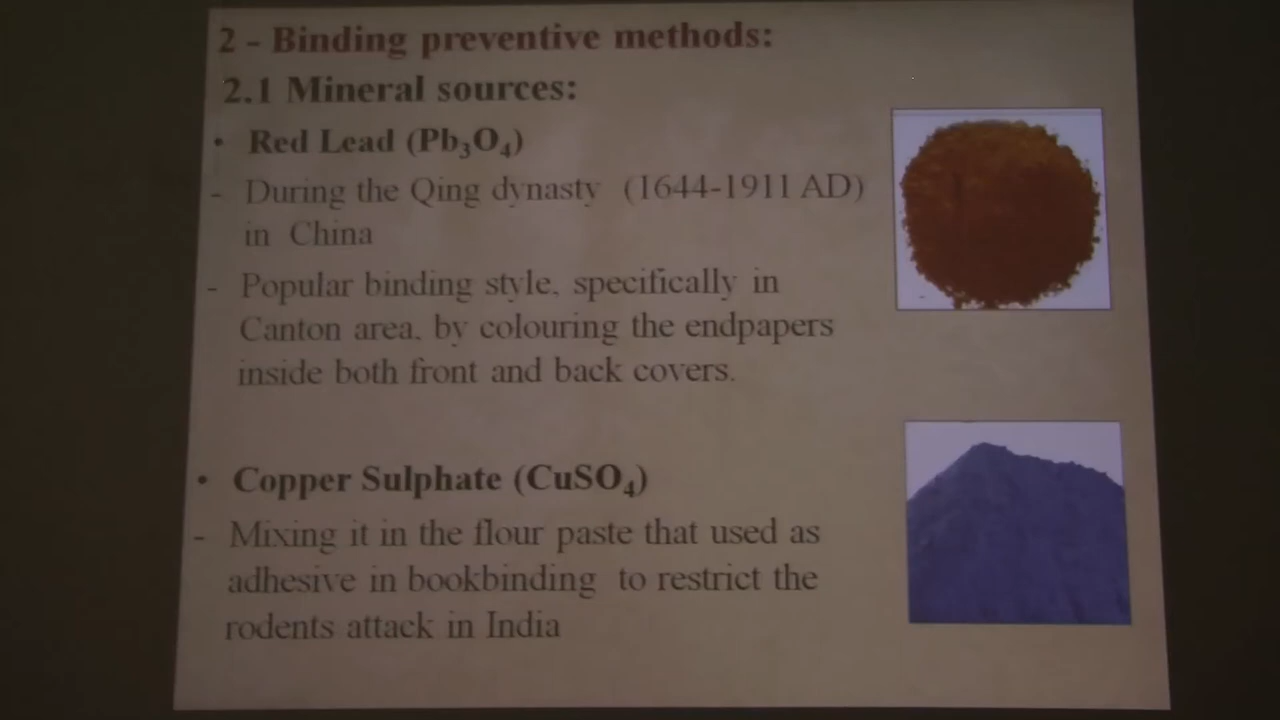 2 - Binding preventive methods:
2.1 Mineral sources:
• Red Lead (Pb₃O₄)
- During the Qing dynasty (1644-1911 AD)
in China
- Popular binding style, specifically in
Canton area, by colouring the endpapers
inside both front and back covers.
• Copper Sulphate (CuSO₄)
- Mixing it in the flour paste that used as
adhesive in bookbinding to restrict the
rodents attack in India